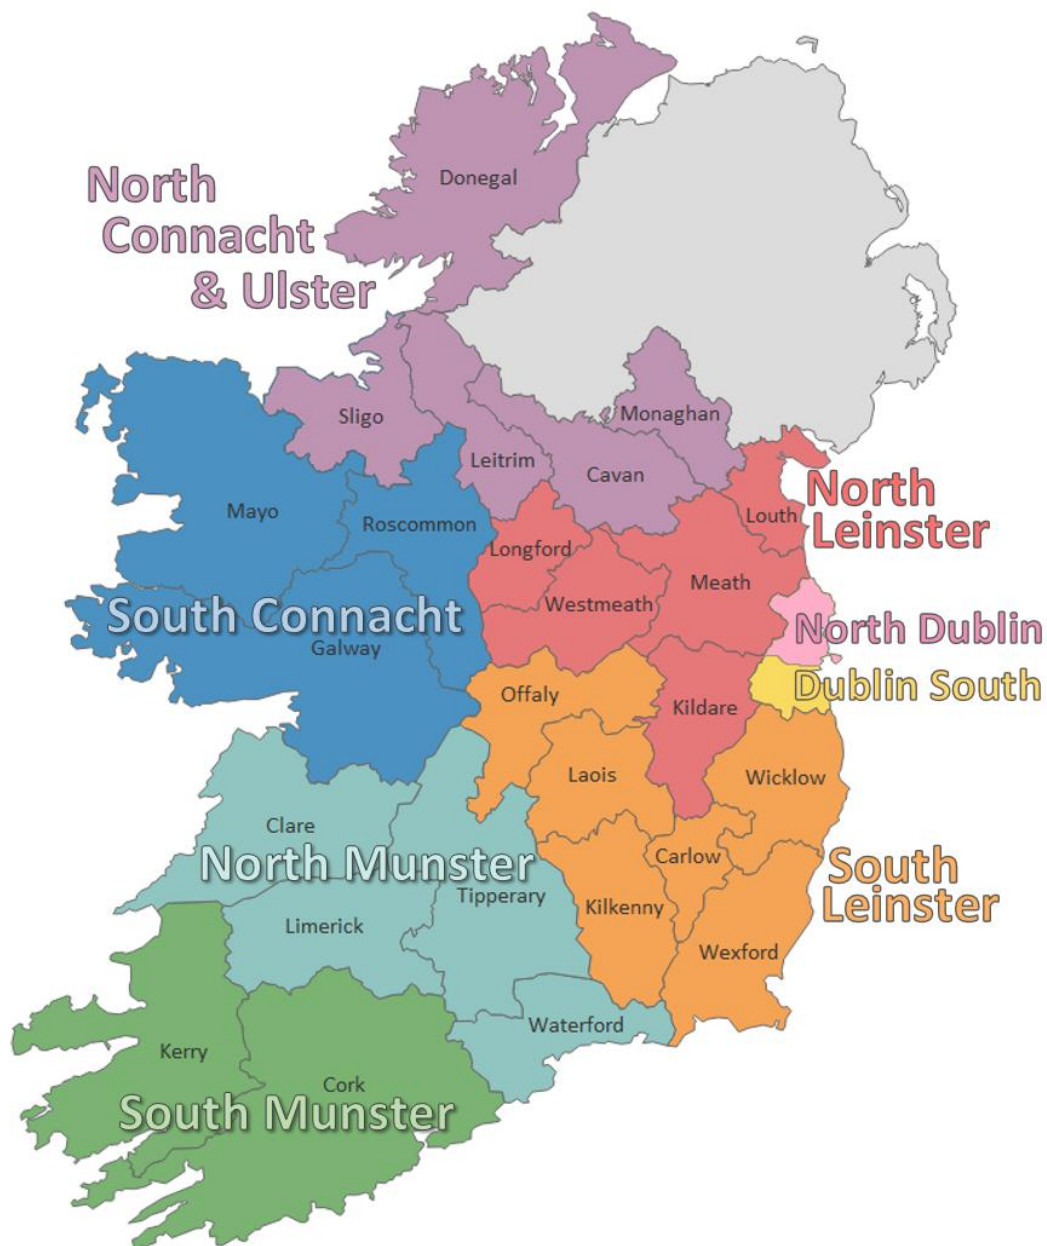 Donegal
North
Connacht
& Ulster
Monaghan
Sligo
Leitrim
Cavan
North
Leinster
Mayo
Roscommon
Louth
Longford
Meath
Westmeath
South Connacht
Galway
North Dublin
Dublin South
Offaly
Kildare
Laois
Wicklow
Clare
North Munster
Carlow
South
Leinster
Tipperary
Kilkenny
Limerick
Wexford
Waterford
Kerry
Cork
South Munster